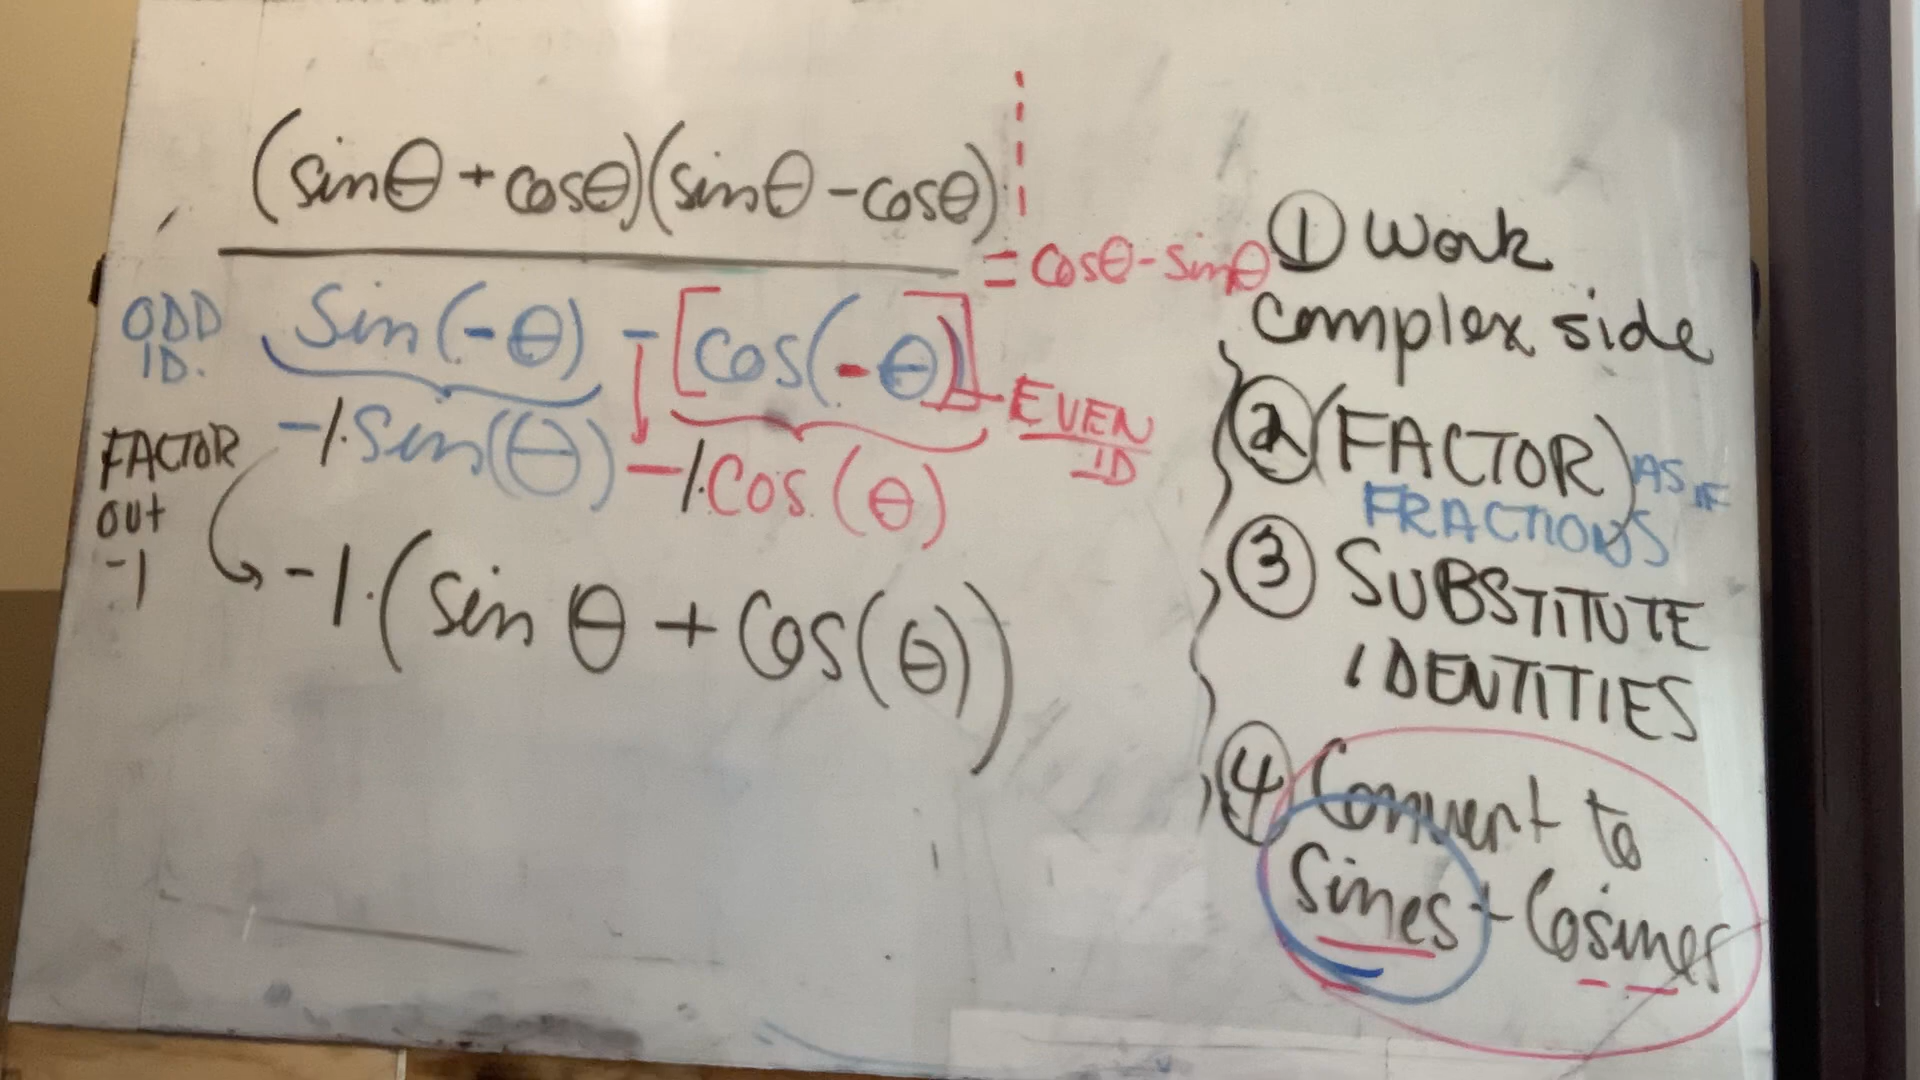 (sinθ + cosθ)(sinθ - cosθ)
= cosθ - sinθ
ODD
ID.
Sin(-θ) - [cos(-θ)]
EVEN
ID
-1·Sin(θ) -1·Cos(θ)
FACTOR
OUT
-1
-1·(sin θ + Cos(θ))
① Work
complex side
② (FACTOR) AS IF
FRACTIONS
③ SUBSTITUTE
IDENTITIES
④ Convert to
Sines + Cosines